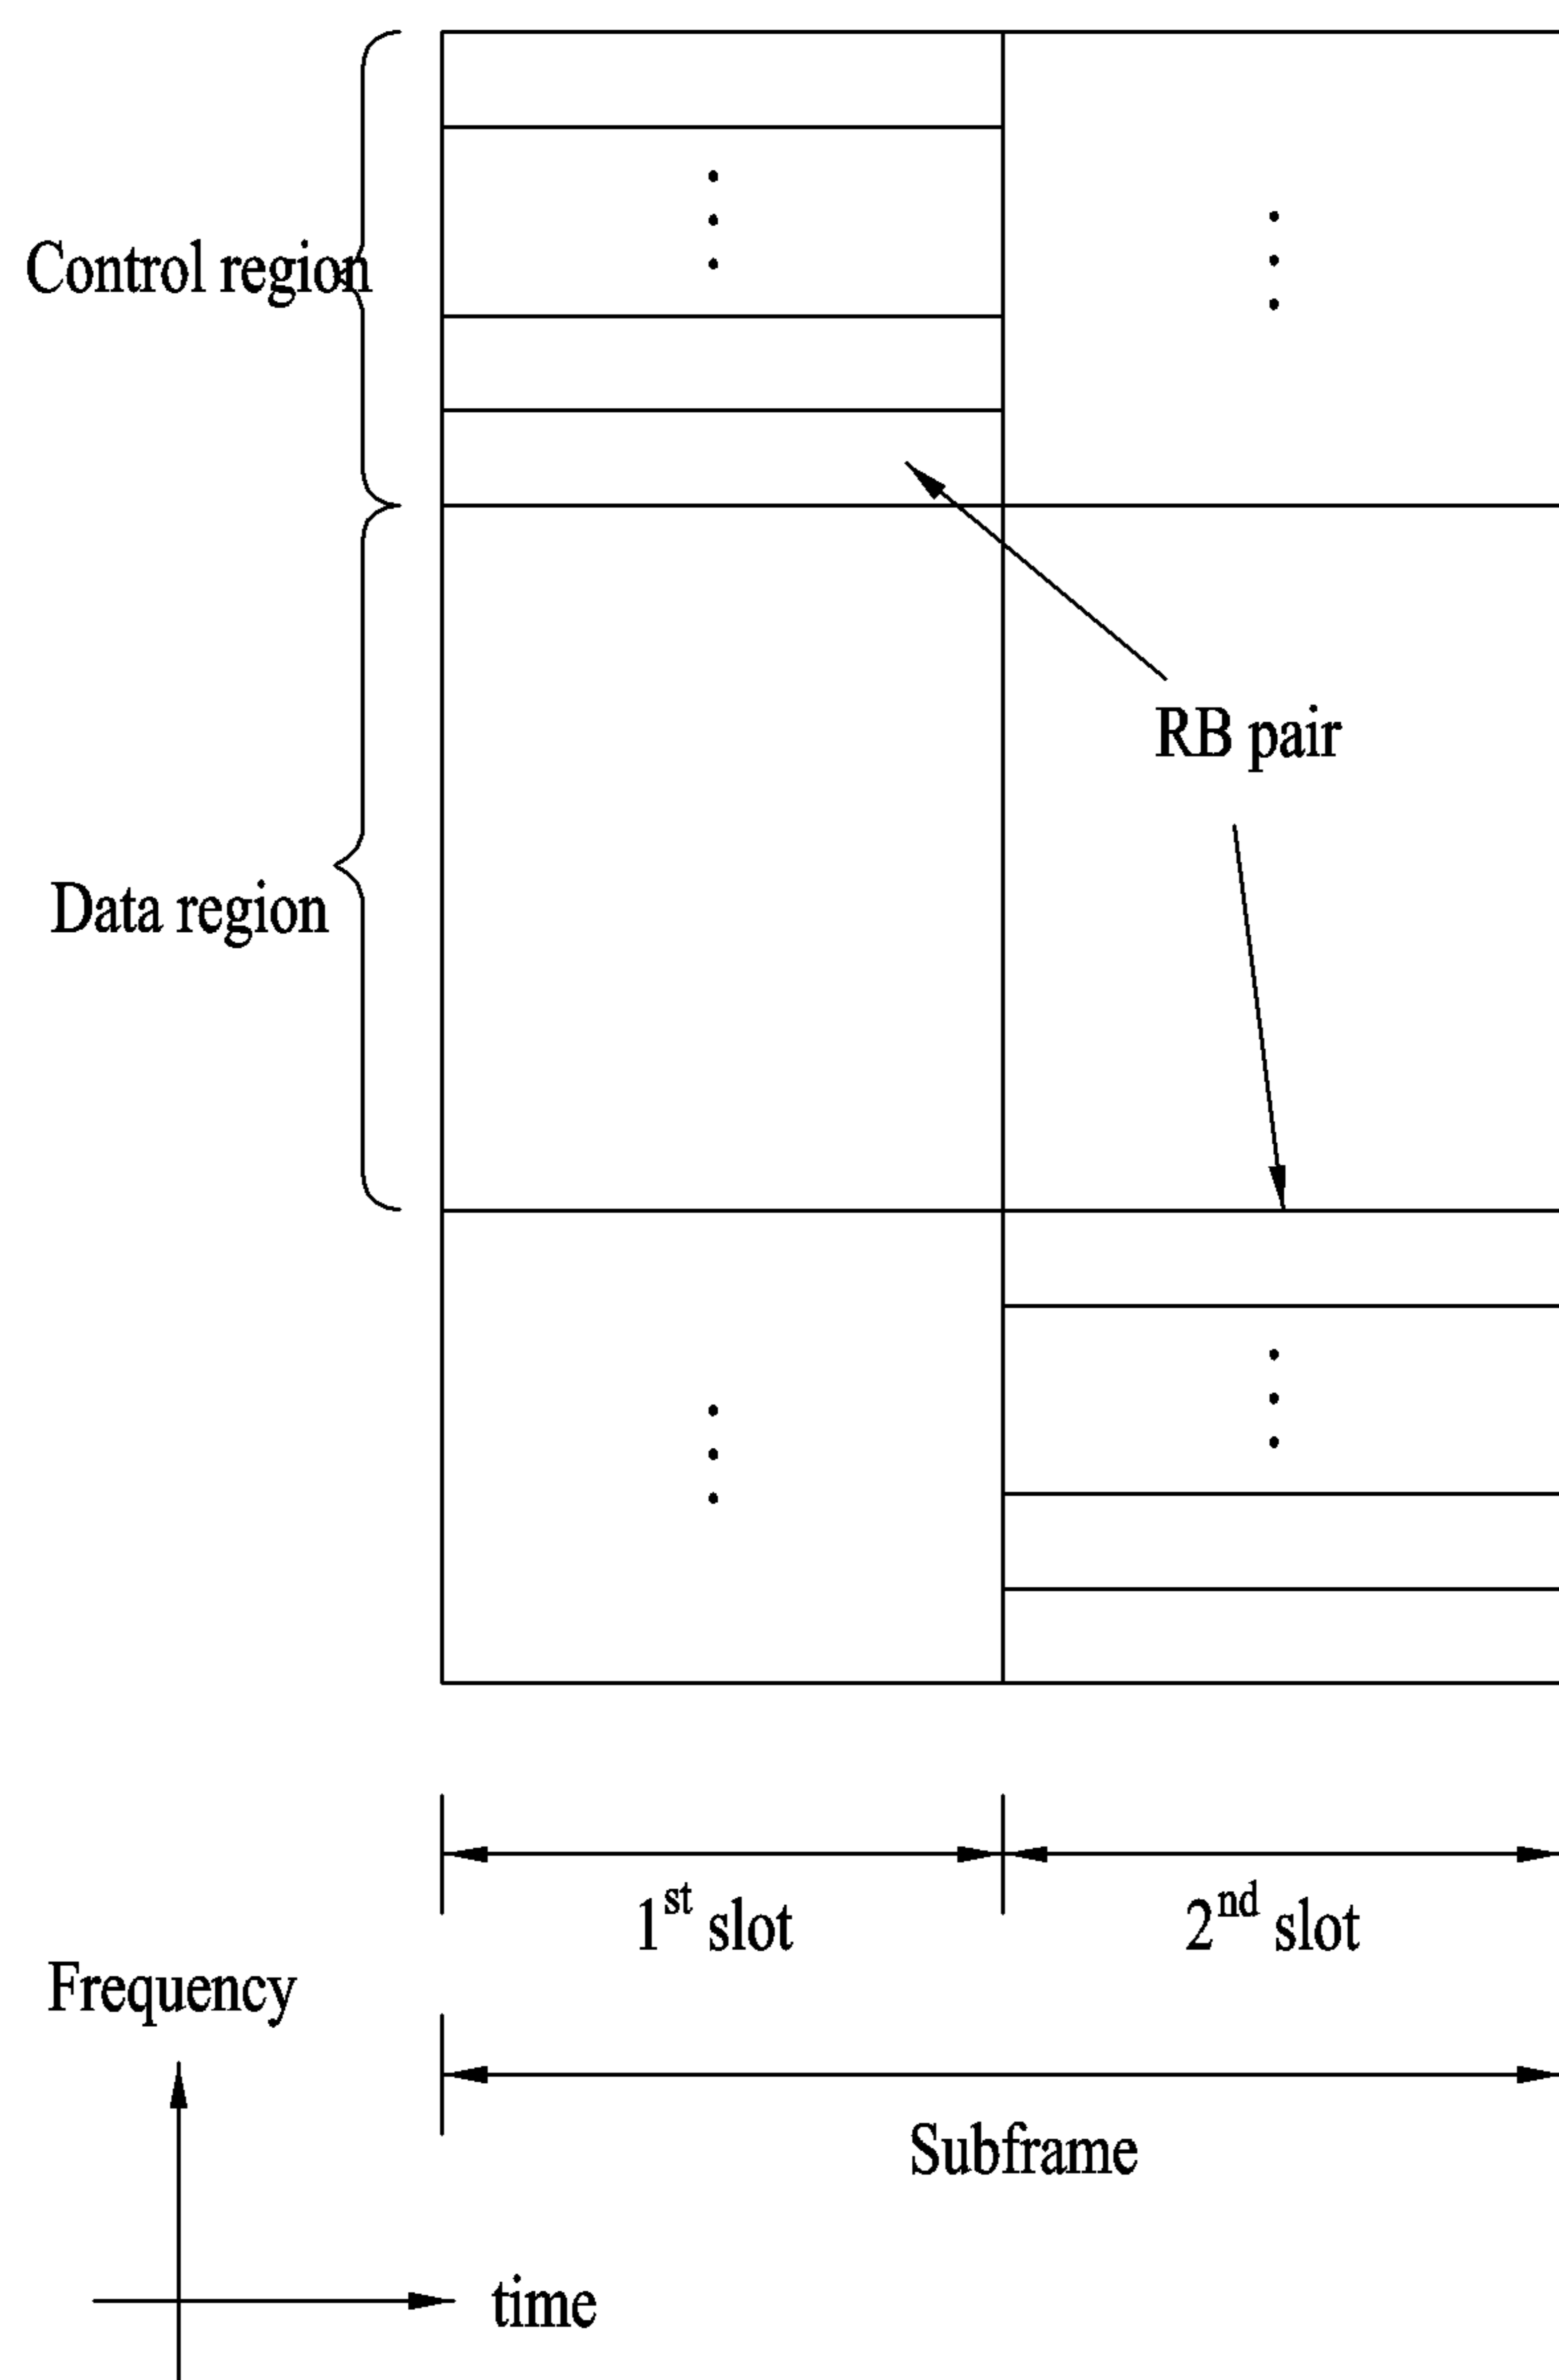 Control region
RB pair
Data region
1st slot
2nd slot
Frequency
Subframe
time